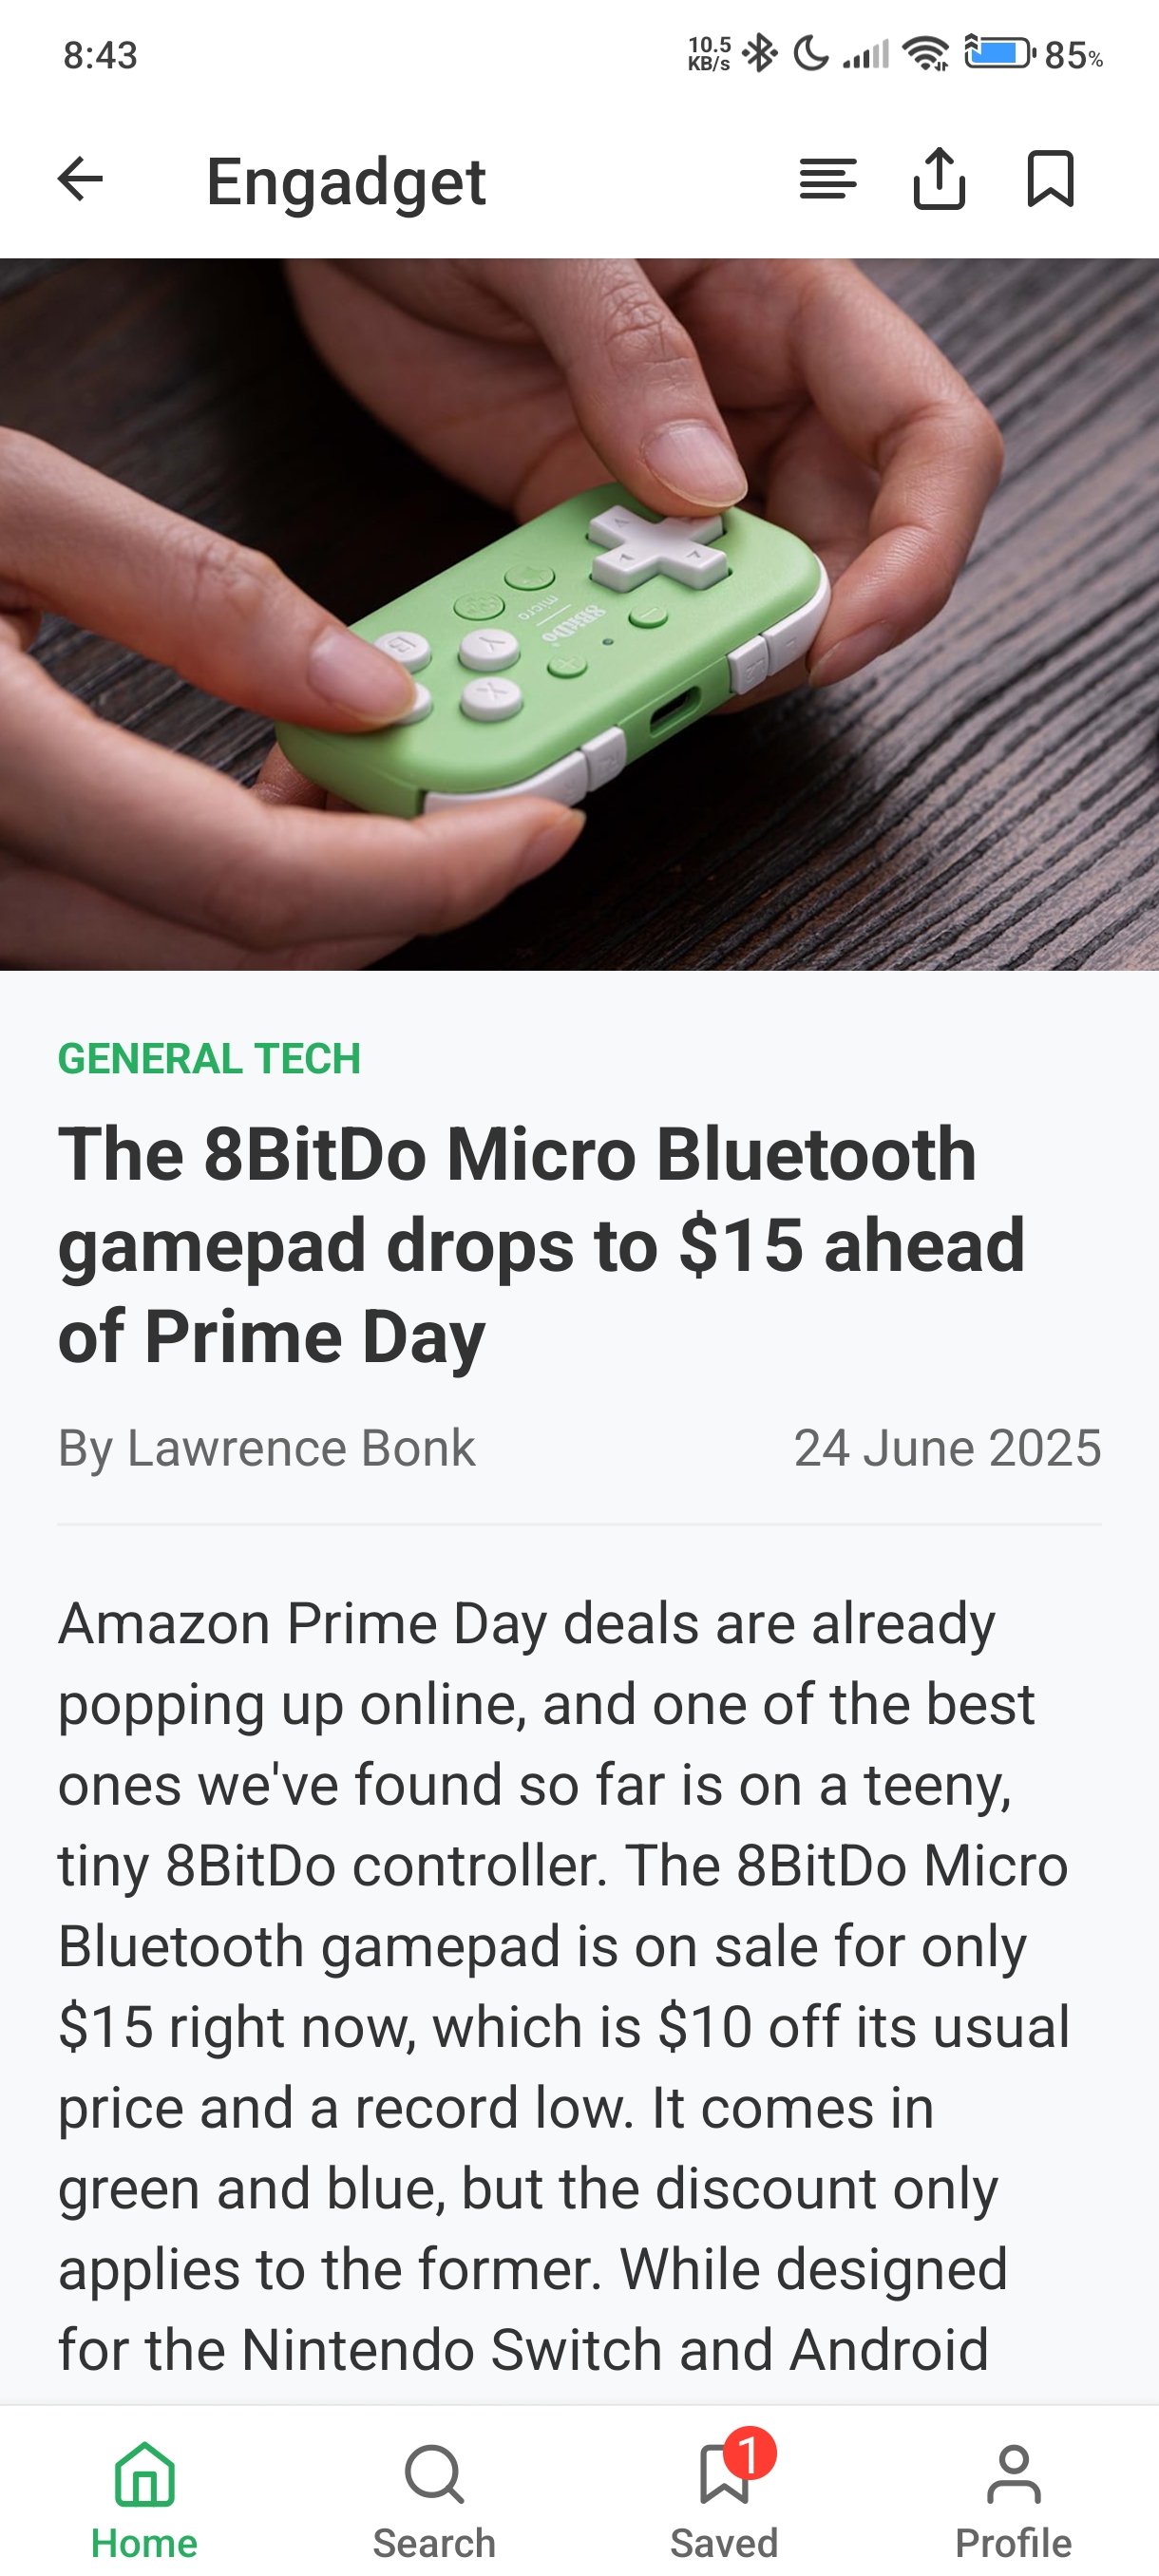 8:43
10.5
KB/s
85%
Engadget
B
Y
X
micro
8BitDo
GENERAL TECH
The 8BitDo Micro Bluetooth
gamepad drops to $15 ahead
of Prime Day
By Lawrence Bonk
24 June 2025
Amazon Prime Day deals are already
popping up online, and one of the best
ones we've found so far is on a teeny,
tiny 8BitDo controller. The 8BitDo Micro
Bluetooth gamepad is on sale for only
$15 right now, which is $10 off its usual
price and a record low. It comes in
green and blue, but the discount only
applies to the former. While designed
for the Nintendo Switch and Android
1
Home
Search
Saved
Profile